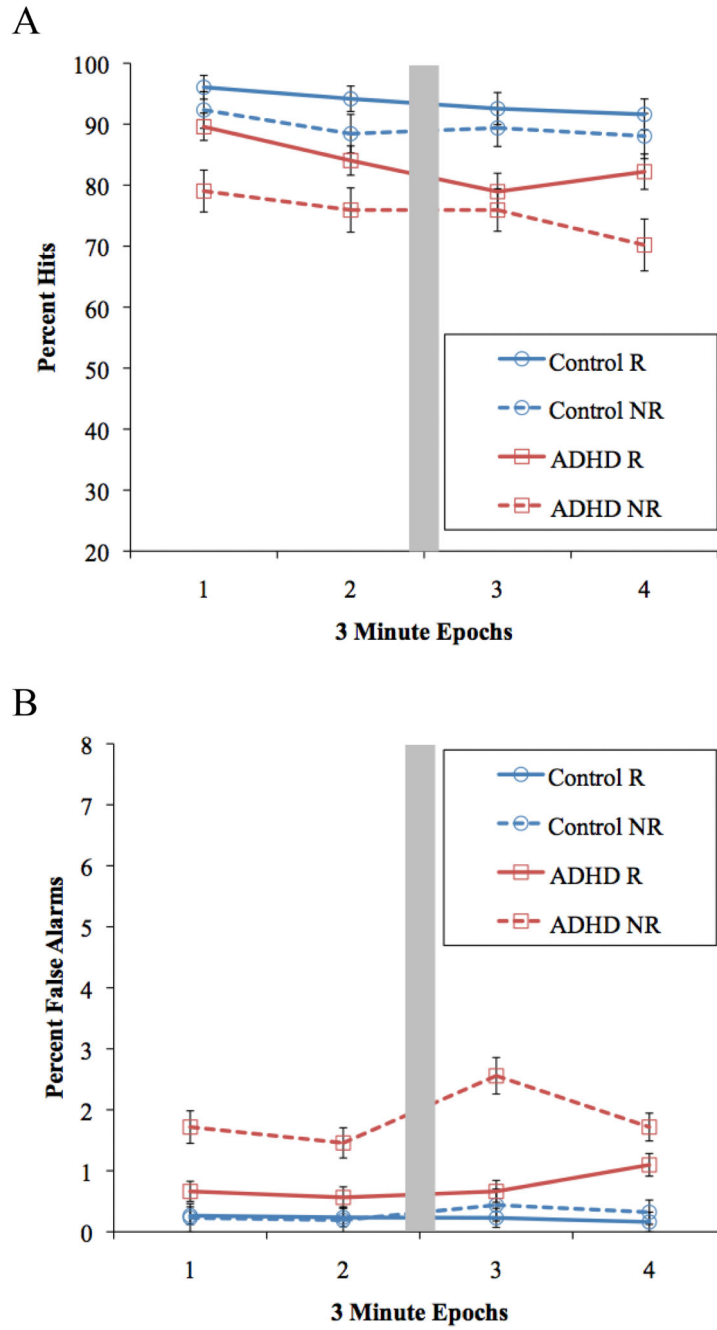 A
100
90
80
70
60
50
40
30
20
Percent Hits
Control R
Control NR
ADHD R
ADHD NR
1 2 3 4
3 Minute Epochs
B
8
7
6
5
4
3
2
1
0
Percent False Alarms
Control R
Control NR
ADHD R
ADHD NR
1 2 3 4
3 Minute Epochs